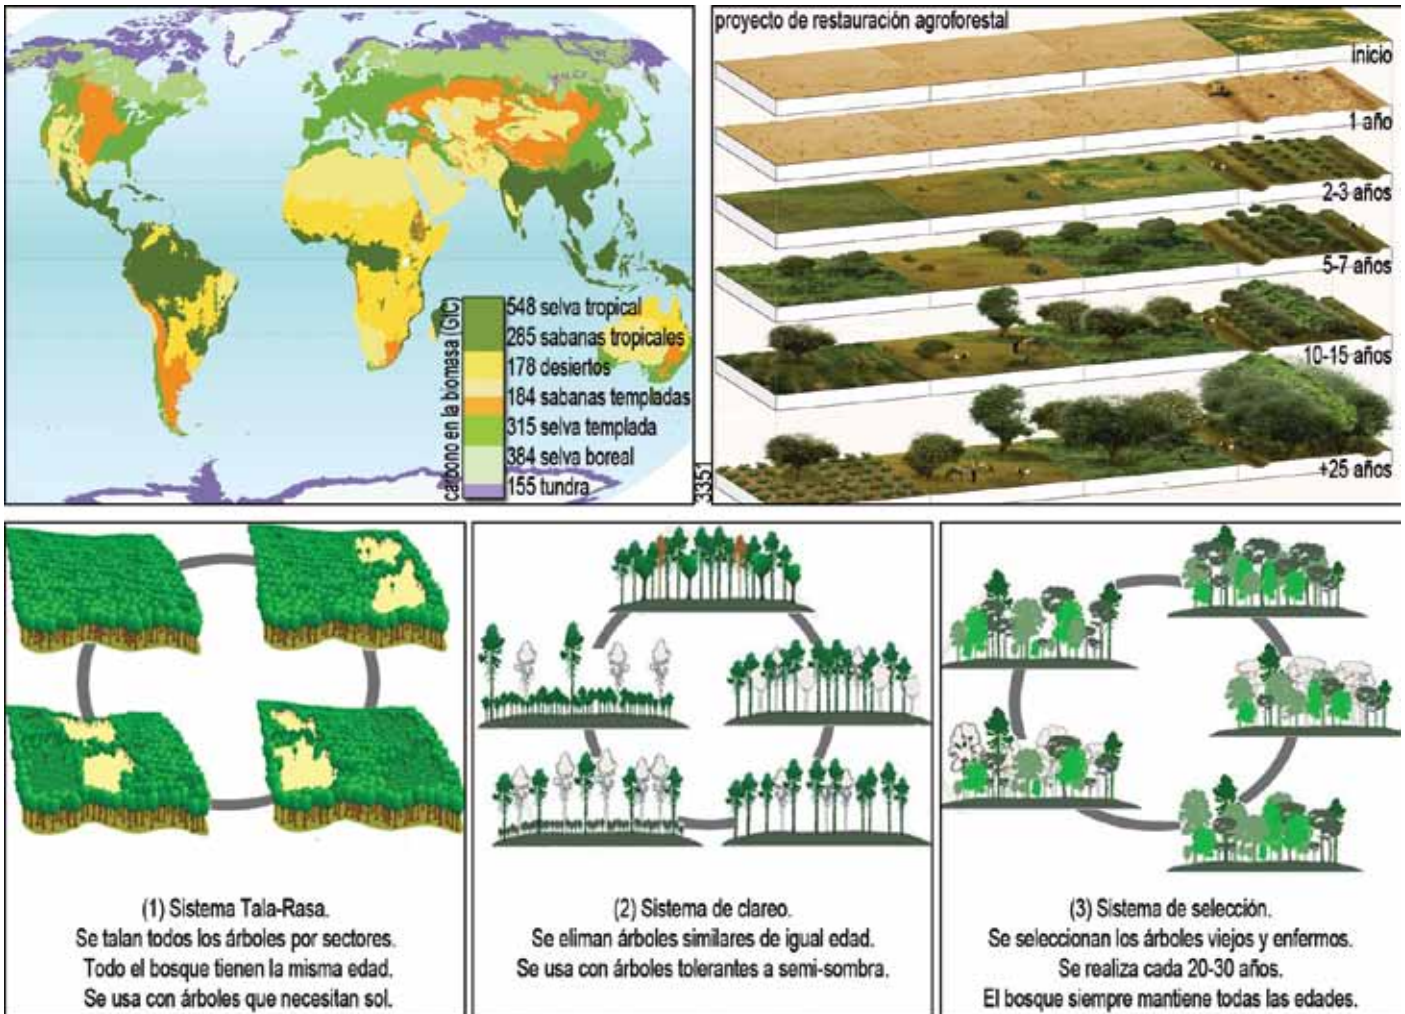 carbono en la biomasa (GtC)
548 selva tropical
285 sabanas tropicales
178 desiertos
184 sabanas templadas
315 selva templada
384 selva boreal
155 tundra
3351
proyecto de restauración agroforestal
inicio
1 año
2-3 años
5-7 años
10-15 años
+25 años
(1) Sistema Tala-Rasa.
Se talan todos los árboles por sectores.
Todo el bosque tienen la misma edad.
Se usa con árboles que necesitan sol.
(2) Sistema de clareo.
Se eliman árboles similares de igual edad.
Se usa con árboles tolerantes a semi-sombra.
(3) Sistema de selección.
Se seleccionan los árboles viejos y enfermos.
Se realiza cada 20-30 años.
El bosque siempre mantiene todas las edades.